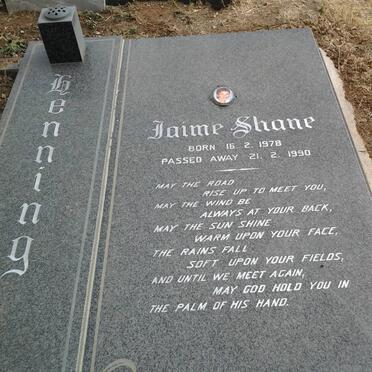 Henning
Jaime Shane
BORN 16. 2. 1978
PASSED AWAY 21. 2. 1990
MAY THE ROAD
RISE UP TO MEET YOU,
MAY THE WIND BE
ALWAYS AT YOUR BACK,
MAY THE SUN SHINE
WARM UPON YOUR FACE,
THE RAINS FALL
SOFT UPON YOUR FIELDS,
AND UNTIL WE MEET AGAIN,
MAY GOD HOLD YOU IN
THE PALM OF HIS HAND.